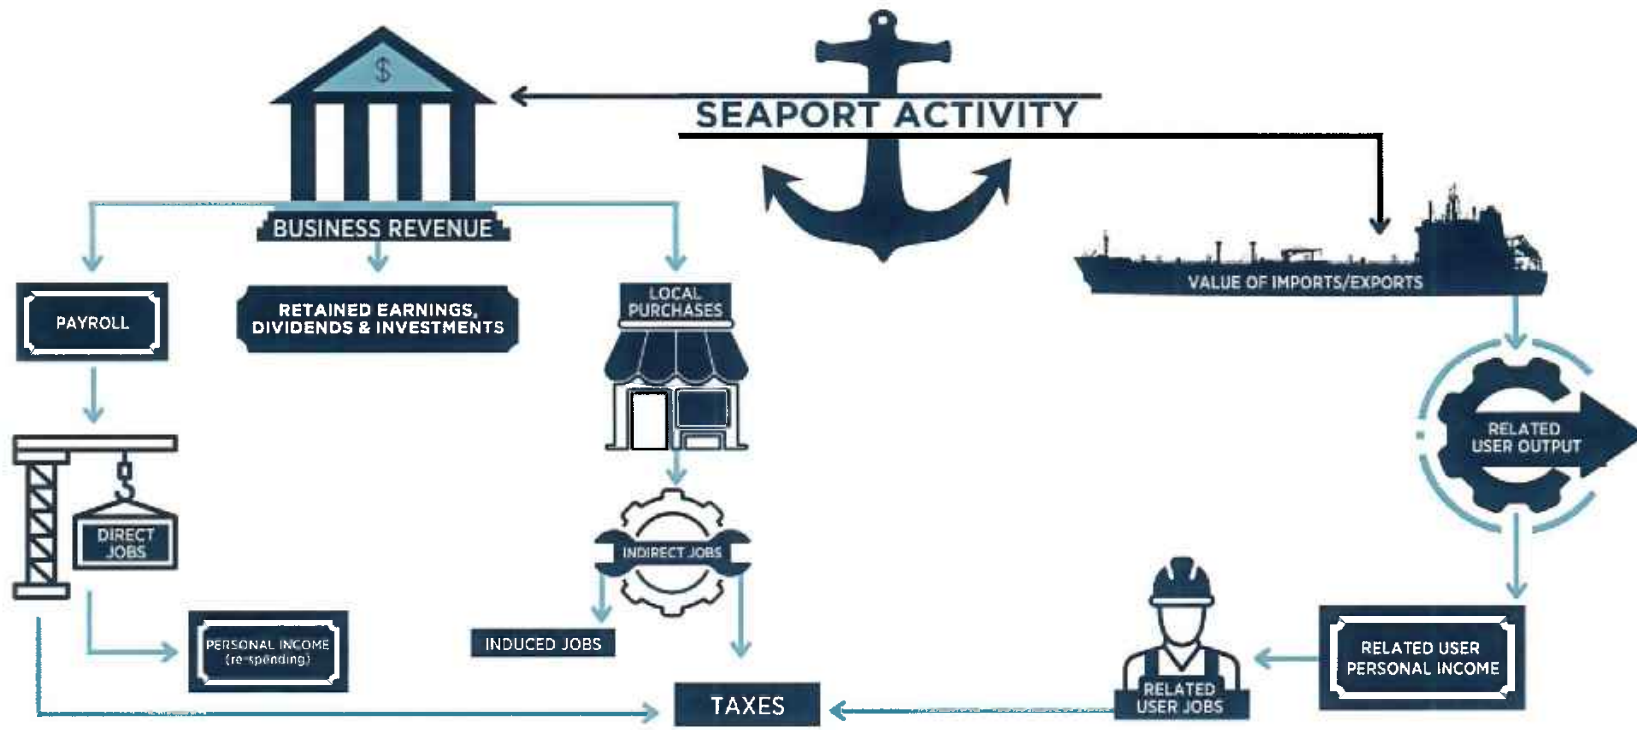 $
SEAPORT ACTIVITY
BUSINESS REVENUE
VALUE OF IMPORTS/EXPORTS
PAYROLL
RETAINED EARNINGS,
DIVIDENDS & INVESTMENTS
LOCAL
PURCHASES
RELATED
USER OUTPUT
DIRECT
JOBS
INDIRECT JOBS
PERSONAL INCOME
(re-spending)
INDUCED JOBS
RELATED USER
PERSONAL INCOME
RELATED
USER JOBS
TAXES